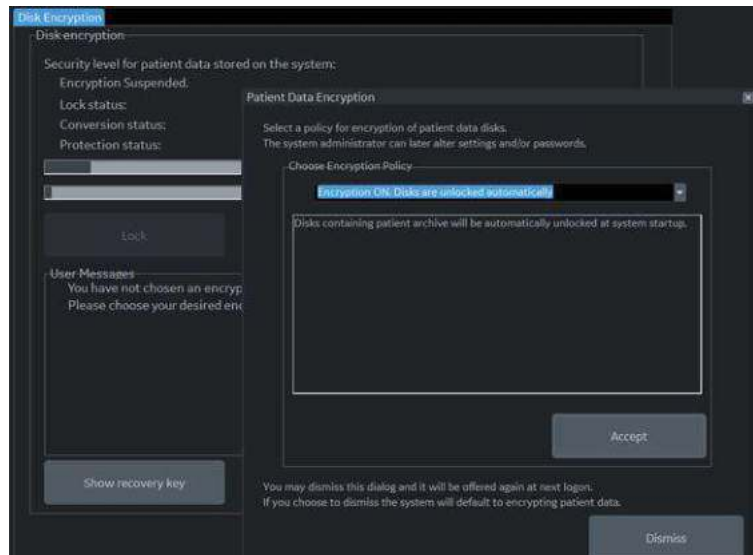 Disk Encryption
Disk encryption
Security level for patient data stored on the system:
Encryption Suspended.
Lock status:
Conversion status:
Protection status:
Lock
User Messages
You have not chosen an encryp
Please choose your desired enc
Show recovery key
Patient Data Encryption
Select a policy for encryption of patient data disks.
The system administrator can later alter settings and/or passwords.
Choose Encryption Policy
Encryption ON. Disks are unlocked automatically
Disks containing patient archive will be automatically unlocked at system startup.
Accept
You may dismiss this dialog and it will be offered again at next logon.
If you choose to dismiss the system will default to encrypting patient data.
Dismiss